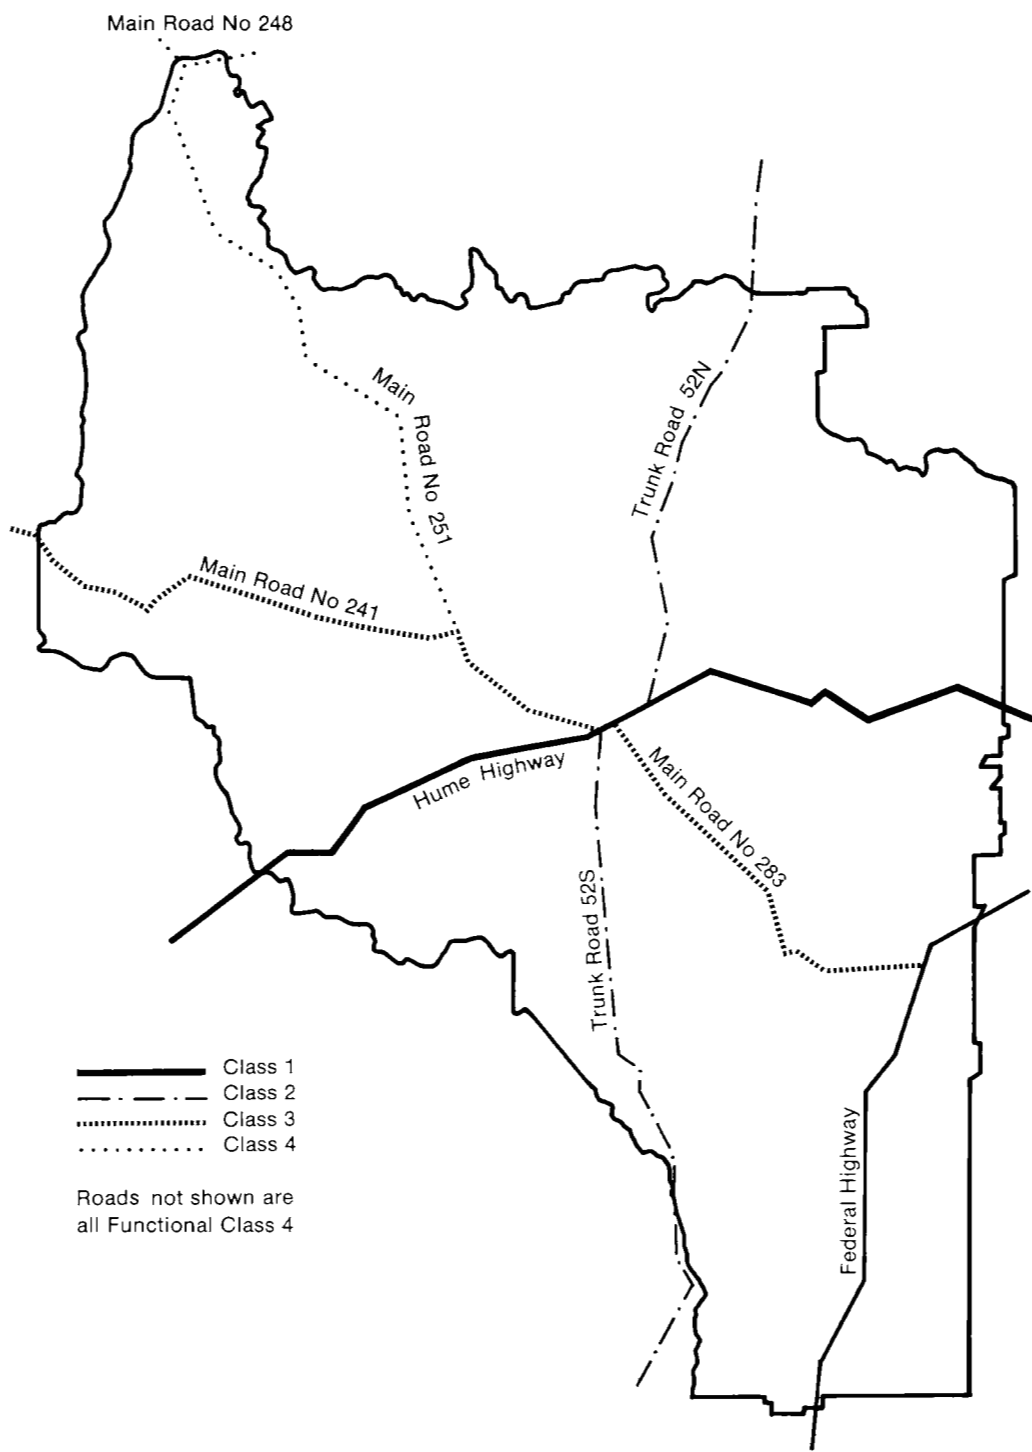 Main Road No 248
Main
Road No 251
Trunk Road 52N
Main Road No 241
Hume Highway
Main Road No 283
Trunk Road 52S
Federal Highway
Class 1
Class 2
Class 3
Class 4
Roads not shown are
all Functional Class 4